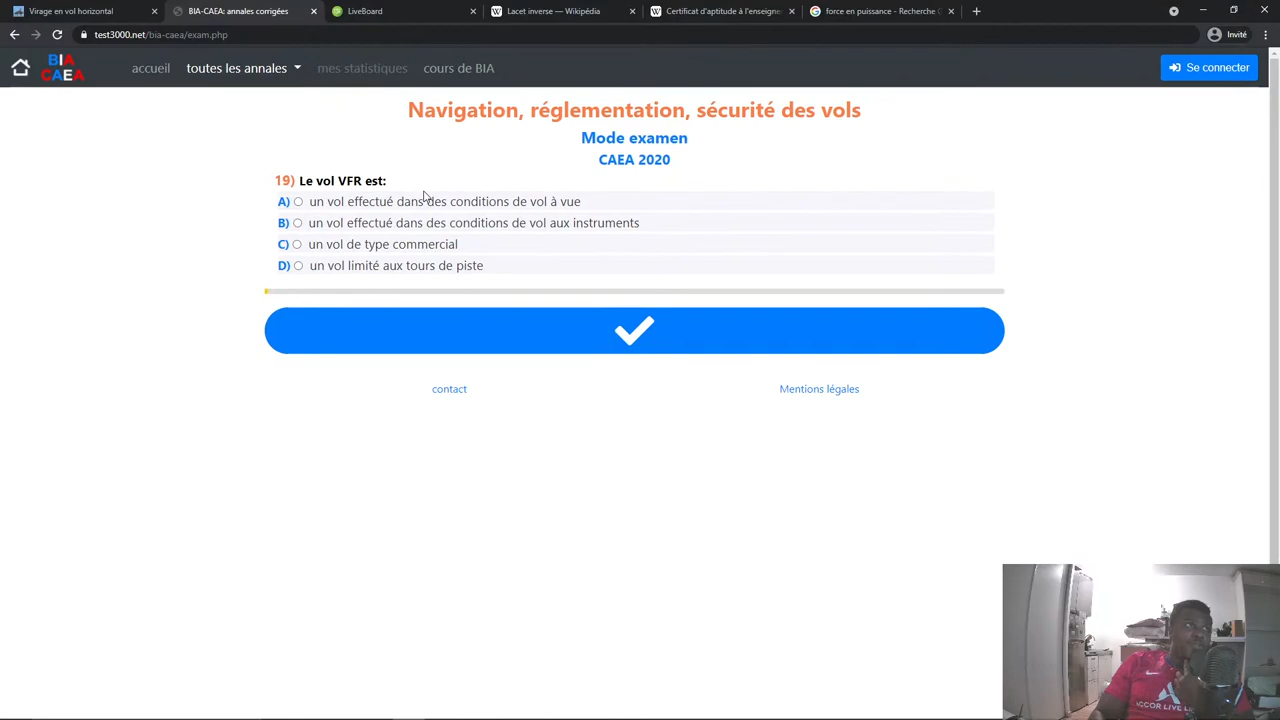 Virage en vol horizontal
BIA-CAEA: annales corrigées
LiveBoard
Lacet inverse — Wikipédia
Certificat d'aptitude à l'enseigne
force en puissance - Recherche
test3000.net/bia-caea/exam.php
Invité
BIA
CAEA
accueil
toutes les annales
mes statistiques
cours de BIA
Se connecter
Navigation, réglementation, sécurité des vols
Mode examen
CAEA 2020
19) Le vol VFR est:
A) un vol effectué dans des conditions de vol à vue
B) un vol effectué dans des conditions de vol aux instruments
C) un vol de type commercial
D) un vol limité aux tours de piste
contact
Mentions légales
ACCOR LIVE